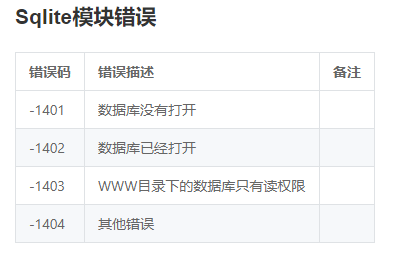 Sqlite模块错误
错误码 错误描述 备注
-1401 数据库没有打开
-1402 数据库已经打开
-1403 WWW目录下的数据库只有读权限
-1404 其他错误